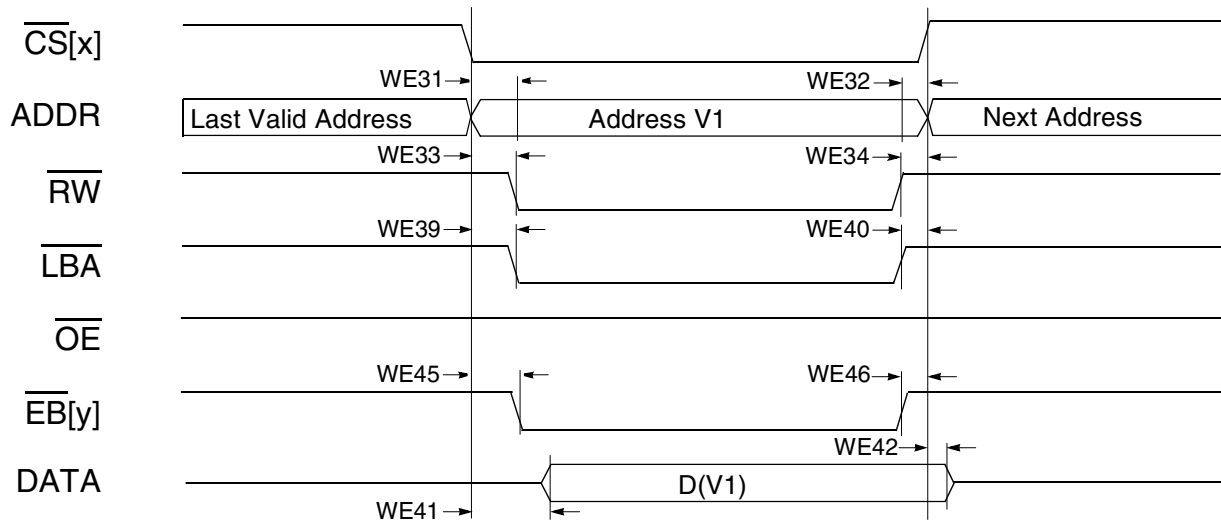 CS[x]
WE31
WE32
ADDR
Last Valid Address
Address V1
Next Address
WE33
WE34
RW
WE39
WE40
LBA
OE
WE45
WE46
EB[y]
WE42
DATA
D(V1)
WE41